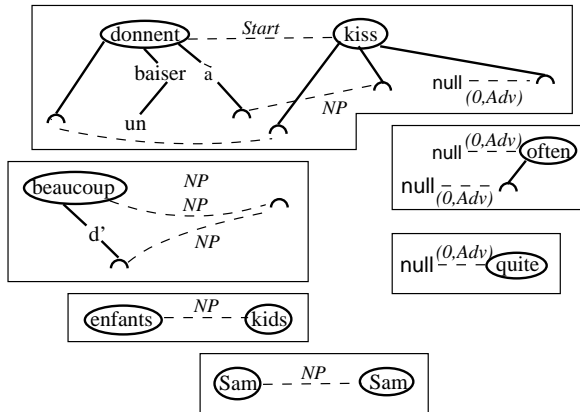 donnent Start kiss
baiser à null
(0,Adv)
NP
un
null (0,Adv) often
null
(0,Adv)
beaucoup NP
NP
NP
d'
null (0,Adv) quite
enfants NP kids
Sam NP Sam